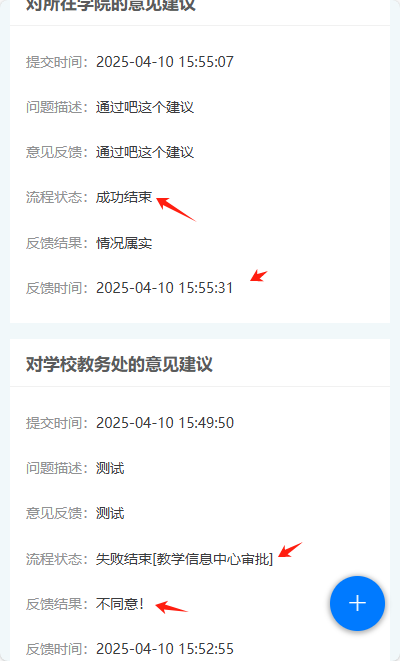 对所在学院的意见建议
提交时间：2025-04-10 15:55:07
问题描述：通过吧这个建议
意见反馈：通过吧这个建议
流程状态：成功结束
反馈结果：情况属实
反馈时间：2025-04-10 15:55:31
对学校教务处的意见建议
提交时间：2025-04-10 15:49:50
问题描述：测试
意见反馈：测试
流程状态：失败结束[教学信息中心审批]
反馈结果：不同意！
反馈时间：2025-04-10 15:52:55